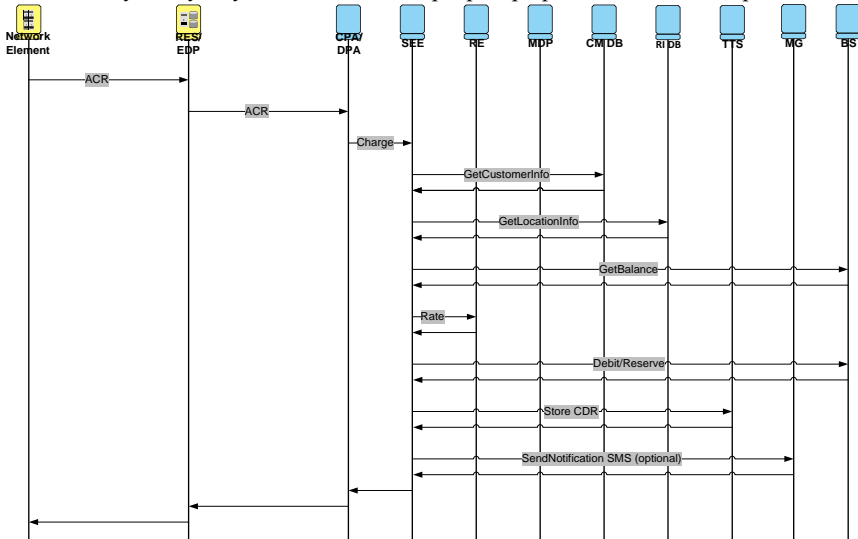 Network
Element
RES/
EDP
CPA/
DPA
SEE
RE
MDP
CM DB
RI DB
TTS
MG
BS
ACR
ACR
Charge
GetCustomerInfo
GetLocationInfo
GetBalance
Rate
Debit/Reserve
Store CDR
SendNotification SMS (optional)